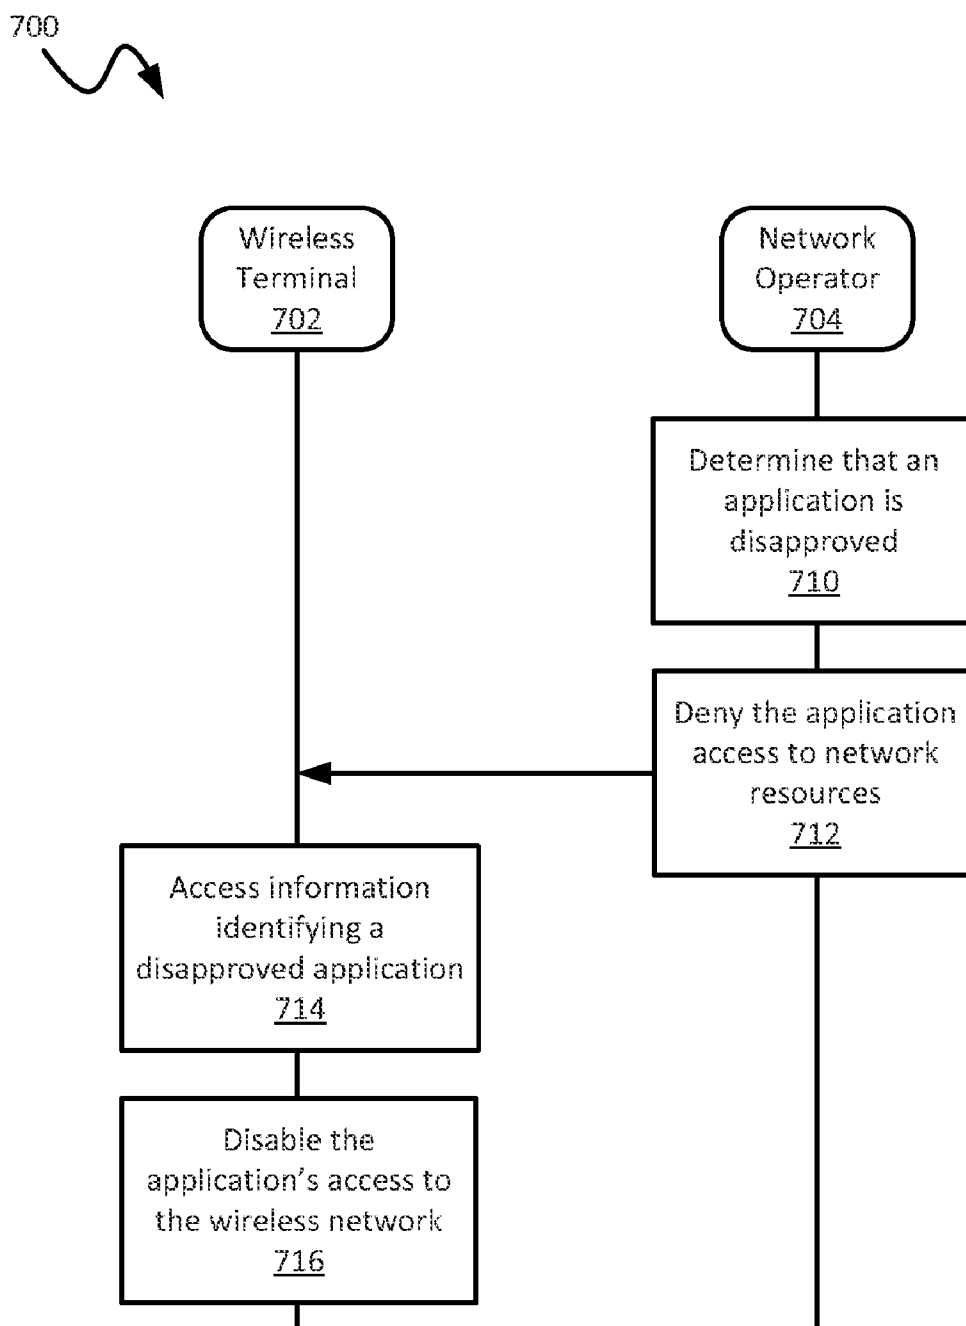 700
Wireless
Terminal
702
Network
Operator
704
Determine that an
application is
disapproved
710
Deny the application
access to network
resources
712
Access information
identifying a
disapproved application
714
Disable the
application's access to
the wireless network
716